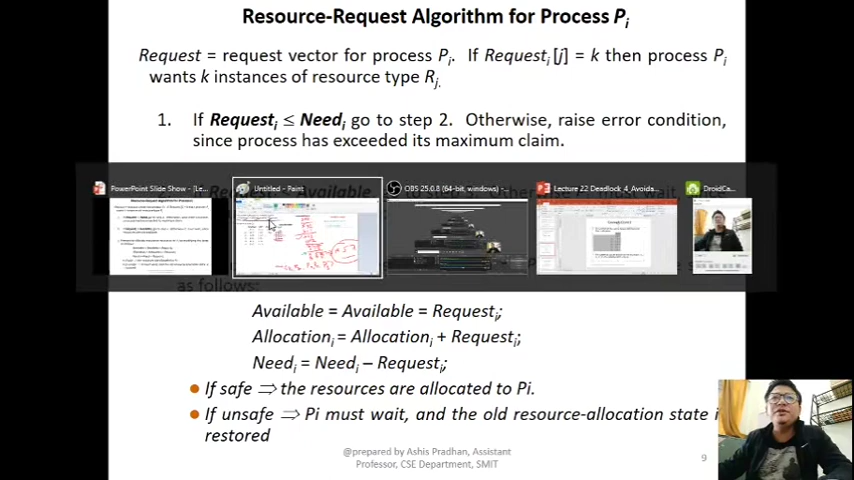 Resource-Request Algorithm for Process Pi
Request = request vector for process Pi. If Requesti [j] = k then process Pi
wants k instances of resource type Rj.
1. If Requesti ≤ Needi go to step 2. Otherwise, raise error condition,
since process has exceeded its maximum claim.
PowerPoint Slide Show - [Le...
Untitled - Paint
OBS 25.0.8 (64-bit, windows) -...
Lecture 22 Deadlock_4_Avoida...
DroidCa...
as follows:
Available = Available = Requesti;
Allocationi = Allocationi + Requesti;
Needi = Needi – Requesti;
If safe ⇒ the resources are allocated to Pi.
If unsafe ⇒ Pi must wait, and the old resource-allocation state i
restored
@prepared by Ashis Pradhan, Assistant
Professor, CSE Department, SMIT
9